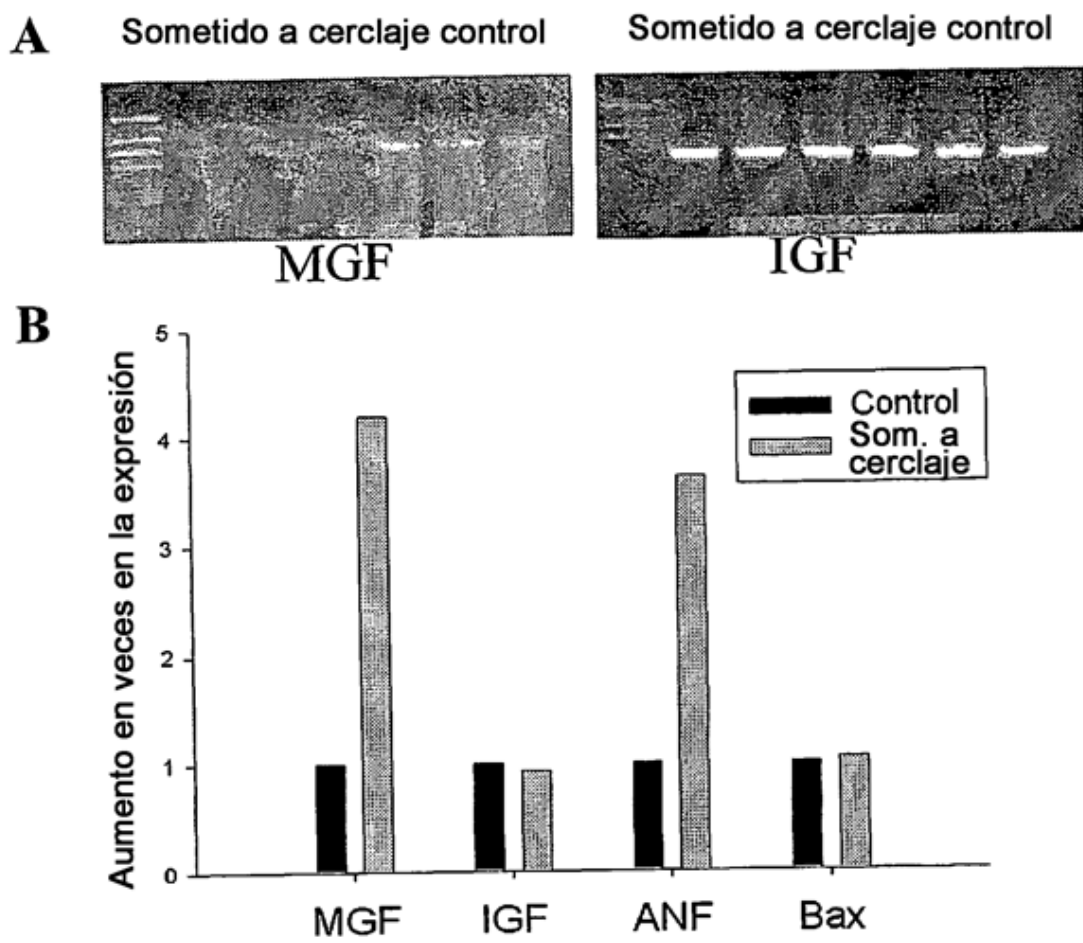 A
Sometido a cerclaje control
Sometido a cerclaje control
MGF
IGF
B
Aumento en veces en la expresión
5
4
3
2
1
0
Control
Som. a
cerclaje
MGF
IGF
ANF
Bax